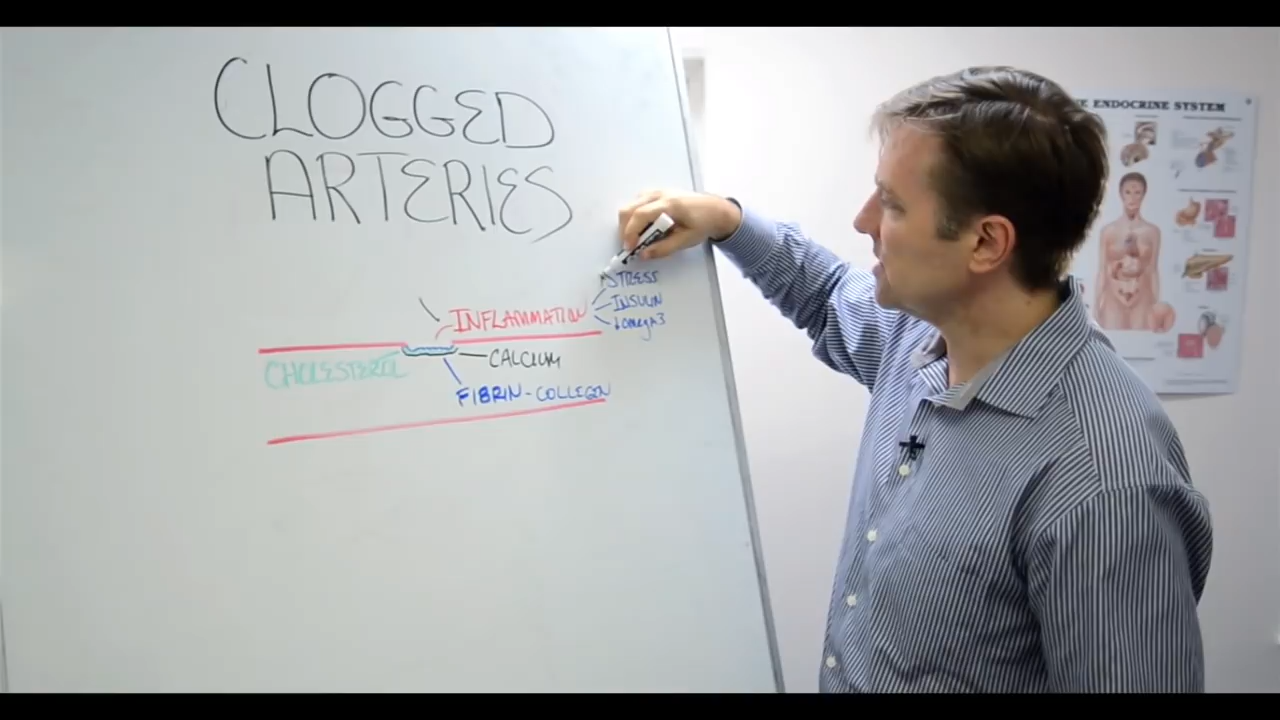 CLOGGED
ARTERIES
INFLAMMATION
STRESS
INSULIN
↓ Omega3
CHOLESTEROL
CALCIUM
FIBRIN-COLLEGEN
E ENDOCRINE SYSTEM